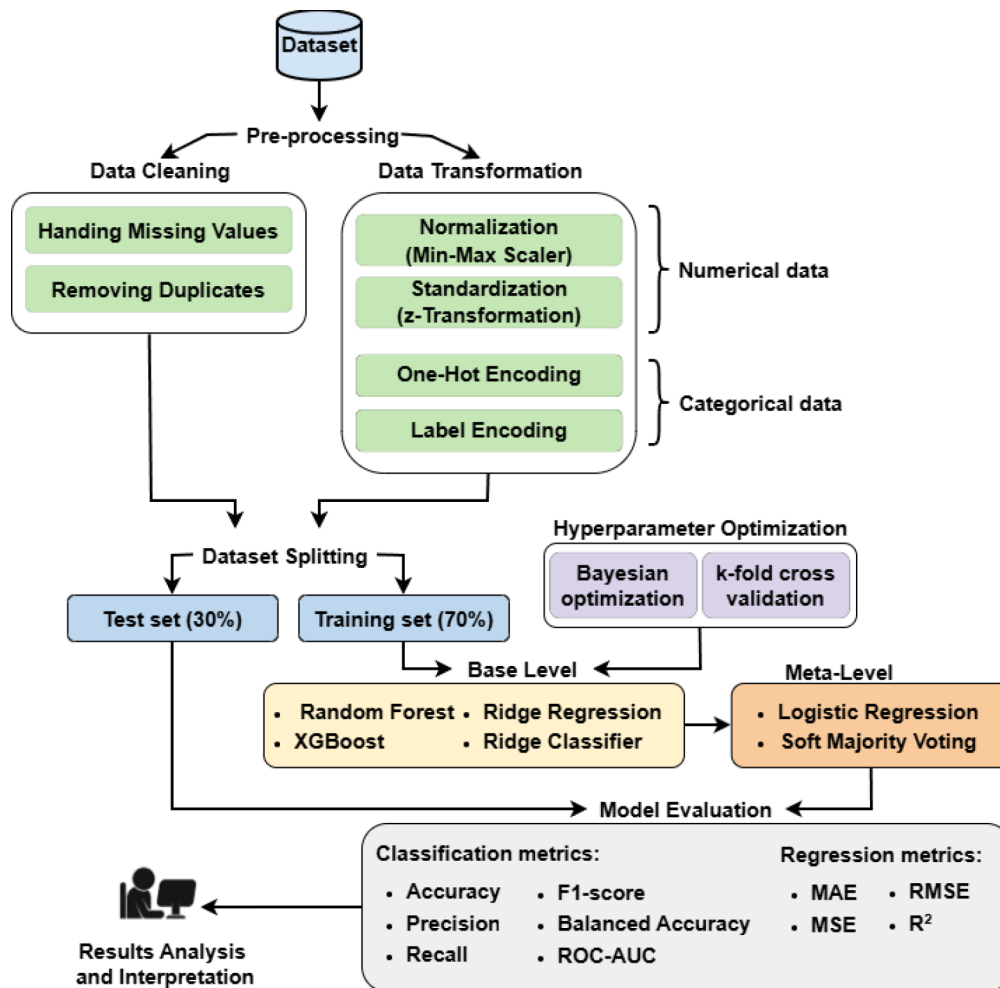 Dataset
Pre-processing
Data Cleaning
Data Transformation
Handing Missing Values
Removing Duplicates
Normalization
(Min-Max Scaler)
Standardization
(z-Transformation)
Numerical data
One-Hot Encoding
Label Encoding
Categorical data
Hyperparameter Optimization
Bayesian
optimization
k-fold cross
validation
Dataset Splitting
Test set (30%)
Training set (70%)
Base Level
• Random Forest
• XGBoost
• Ridge Regression
• Ridge Classifier
Meta-Level
• Logistic Regression
• Soft Majority Voting
Model Evaluation
Classification metrics:
• Accuracy
• Precision
• Recall
• F1-score
• Balanced Accuracy
• ROC-AUC
Regression metrics:
• MAE
• MSE
• RMSE
• R²
Results Analysis
and Interpretation